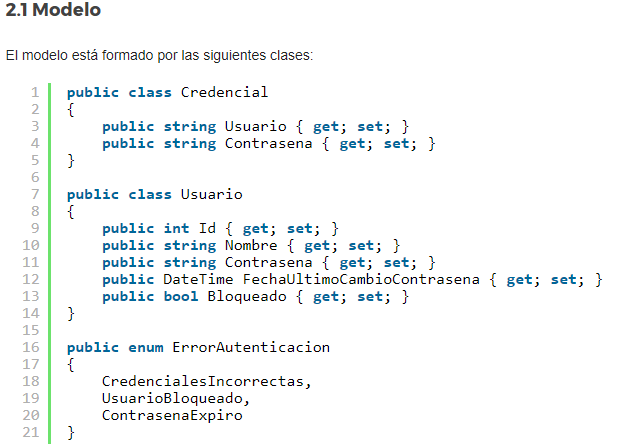 2.1 Modelo
El modelo está formado por las siguientes clases:
1 public class Credencial
2 {
3     public string Usuario { get; set; }
4     public string Contrasena { get; set; }
5 }
6
7 public class Usuario
8 {
9     public int Id { get; set; }
10     public string Nombre { get; set; }
11     public string Contrasena { get; set; }
12     public DateTime FechaUltimoCambioContrasena { get; set; }
13     public bool Bloqueado { get; set; }
14 }
15
16 public enum ErrorAutenticacion
17 {
18     CredencialesIncorrectas,
19     UsuarioBloqueado,
20     ContrasenaExpiro
21 }